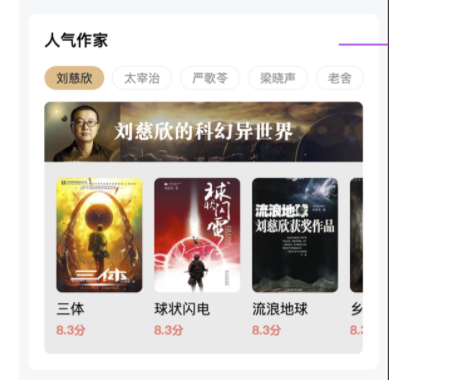 人气作家
刘慈欣 太宰治 严歌苓 梁晓声 老舍
刘慈欣的科幻异世界
三体
球状闪电
流浪地球
刘慈欣获奖作品
三体 球状闪电 流浪地球 乡
8.3分 8.3分 8.3分 8.3